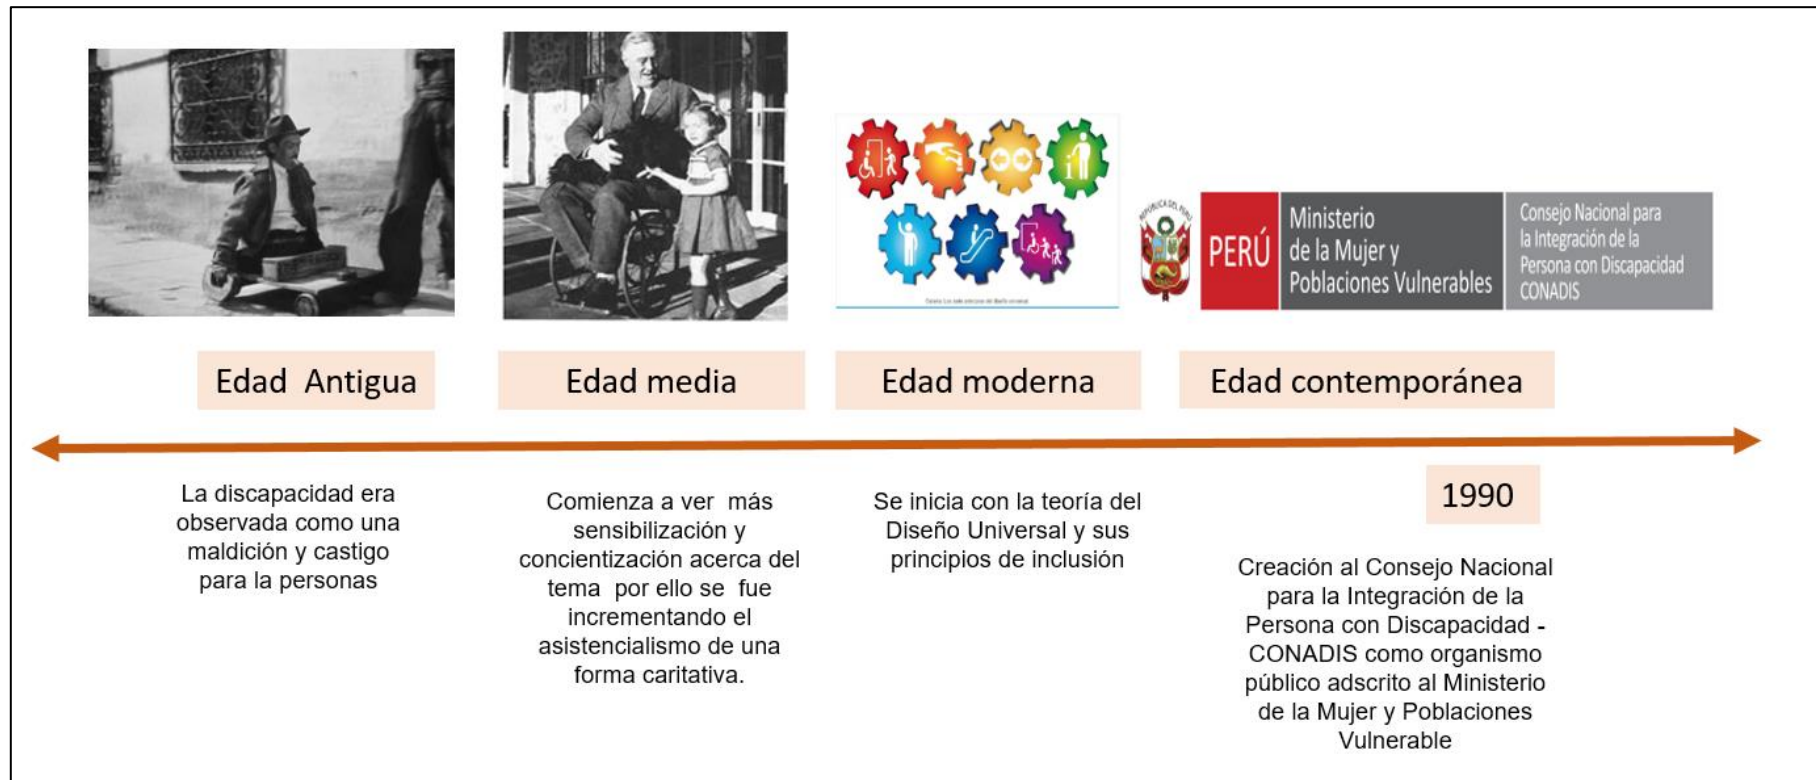 REPÚBLICA DEL PERÚ
PERÚ
Ministerio
de la Mujer y
Poblaciones Vulnerables
Consejo Nacional para
la Integración de la
Persona con Discapacidad
CONADIS
Edad Antigua
Edad media
Edad moderna
Edad contemporánea
La discapacidad era
observada como una
maldición y castigo
para la personas
Comienza a ver más
sensibilización y
concientización acerca del
tema por ello se fue
incrementando el
asistencialismo de una
forma caritativa.
Se inicia con la teoría del
Diseño Universal y sus
principios de inclusión
1990
Creación al Consejo Nacional
para la Integración de la
Persona con Discapacidad -
CONADIS como organismo
público adscrito al Ministerio
de la Mujer y Poblaciones
Vulnerable